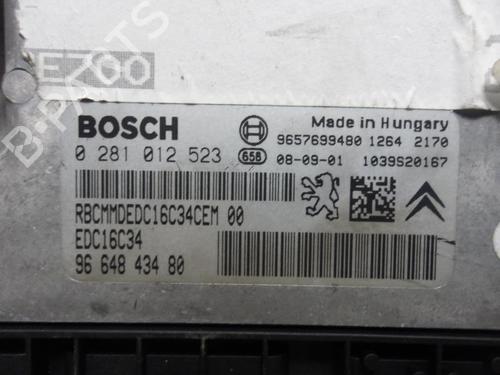 BOSCH
Made in Hungary
9657699480 1264 2170
0 281 012 523 658 08-09-01 1039S20167
RBCMMDEDC16C34CEM 00
EDC16C34
96 648 434 80
B-PARTS